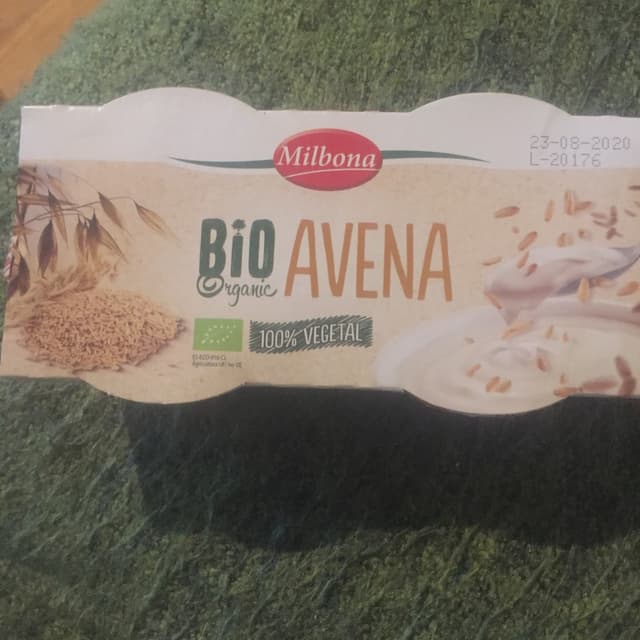 Milbona
23-08-2020
L-20176
BiO
Organic
AVENA
100% VEGETAL